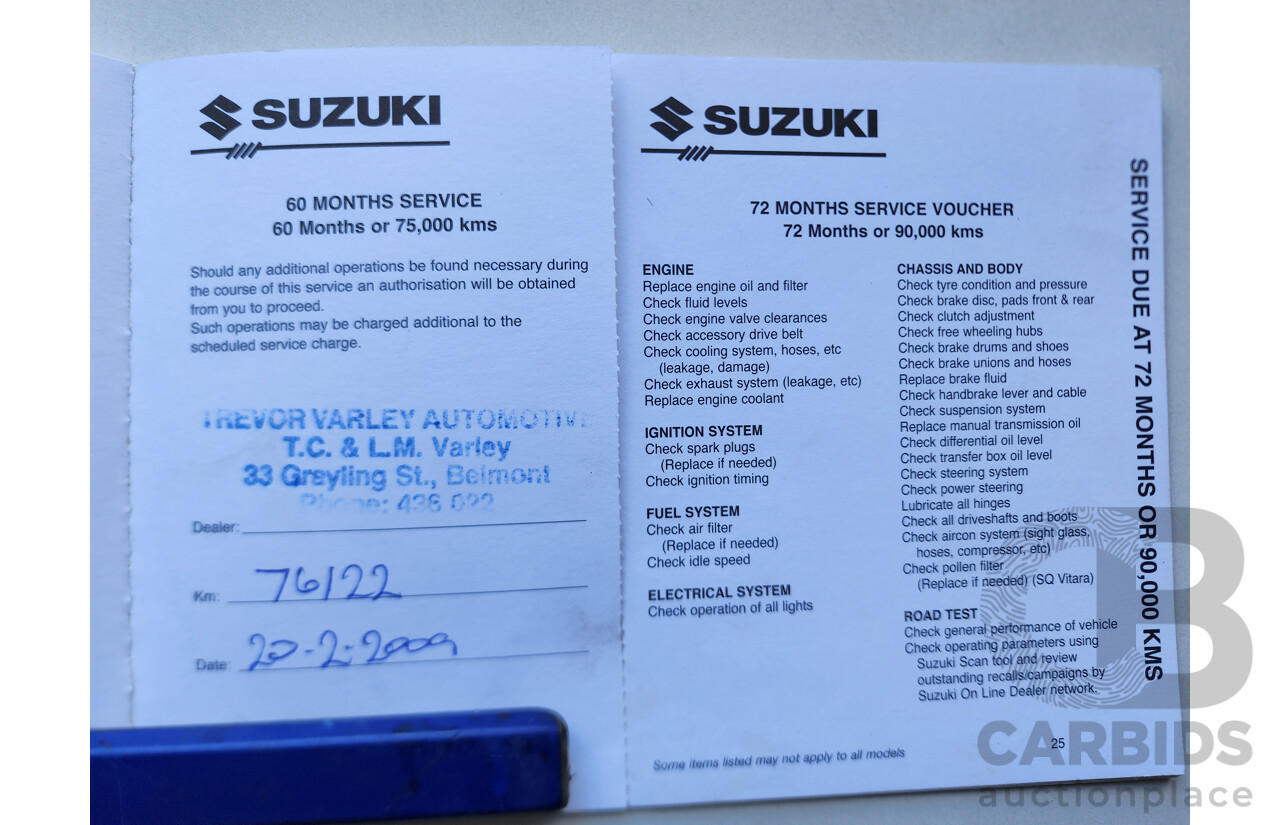 SUZUKI
60 MONTHS SERVICE
60 Months or 75,000 kms
Should any additional operations be found necessary during
the course of this service an authorisation will be obtained
from you to proceed.
Such operations may be charged additional to the
scheduled service charge.
TREVOR VARLEY AUTOMOTIVE
T.C. & L.M. Varley
33 Greyling St., Belmont
Phone: 436 022
Dealer:
Km: 76122
Date: 20-2-2009
SUZUKI
72 MONTHS SERVICE VOUCHER
72 Months or 90,000 kms
ENGINE
Replace engine oil and filter
Check fluid levels
Check engine valve clearances
Check accessory drive belt
Check cooling system, hoses, etc
(leakage, damage)
Check exhaust system (leakage, etc)
Replace engine coolant
IGNITION SYSTEM
Check spark plugs
(Replace if needed)
Check ignition timing
FUEL SYSTEM
Check air filter
(Replace if needed)
Check idle speed
ELECTRICAL SYSTEM
Check operation of all lights
CHASSIS AND BODY
Check tyre condition and pressure
Check brake disc, pads front & rear
Check clutch adjustment
Check free wheeling hubs
Check brake drums and shoes
Check brake unions and hoses
Replace brake fluid
Check handbrake lever and cable
Check suspension system
Replace manual transmission oil
Check differential oil level
Check transfer box oil level
Check steering system
Check power steering
Lubricate all hinges
Check all driveshafts and boots
Check aircon system (sight glass,
hoses, compressor, etc)
Check pollen filter
(Replace if needed) (SQ Vitara)
ROAD TEST
Check general performance of vehicle
Check operating parameters using
Suzuki Scan tool and review
outstanding recalls/campaigns by
Suzuki On Line Dealer network.
Some items listed may not apply to all models
25
SERVICE DUE AT 72 MONTHS OR 90,000 KMS
CARBIDS
auctionplace